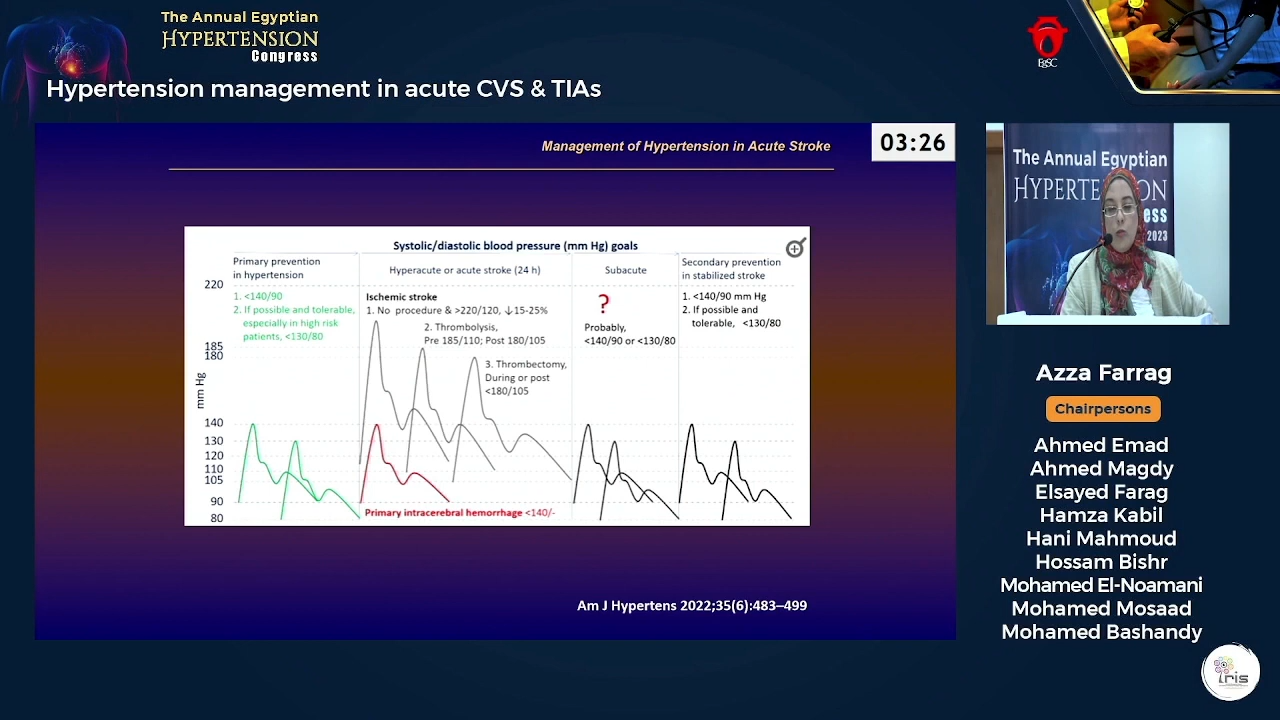 The Annual Egyptian
HYPERTENSION
Congress
EgSC
Hypertension management in acute CVS & TIAs
Management of Hypertension in Acute Stroke
03:26
Systolic/diastolic blood pressure (mm Hg) goals
Primary prevention
in hypertension
Hyperacute or acute stroke (24 h)
Subacute
Secondary prevention
in stabilized stroke
220
185
180
140
130
120
110
105
90
80
mm Hg
1. <140/90
2. If possible and tolerable,
especially in high risk
patients, <130/80
Ischemic stroke
1. No procedure & >220/120, ↓15-25%
2. Thrombolysis,
Pre 185/110; Post 180/105
3. Thrombectomy,
During or post
<180/105
Primary intracerebral hemorrhage <140/-
?
Probably,
<140/90 or <130/80
1. <140/90 mm Hg
2. If possible and
tolerable, <130/80
Am J Hypertens 2022;35(6):483–499
The Annual Egyptian
HYPERTE ON
ess
2023
Azza Farrag
Chairpersons
Ahmed Emad
Ahmed Magdy
Elsayed Farag
Hamza Kabil
Hani Mahmoud
Hossam Bishr
Mohamed El-Noamani
Mohamed Mosaad
Mohamed Bashandy
iris